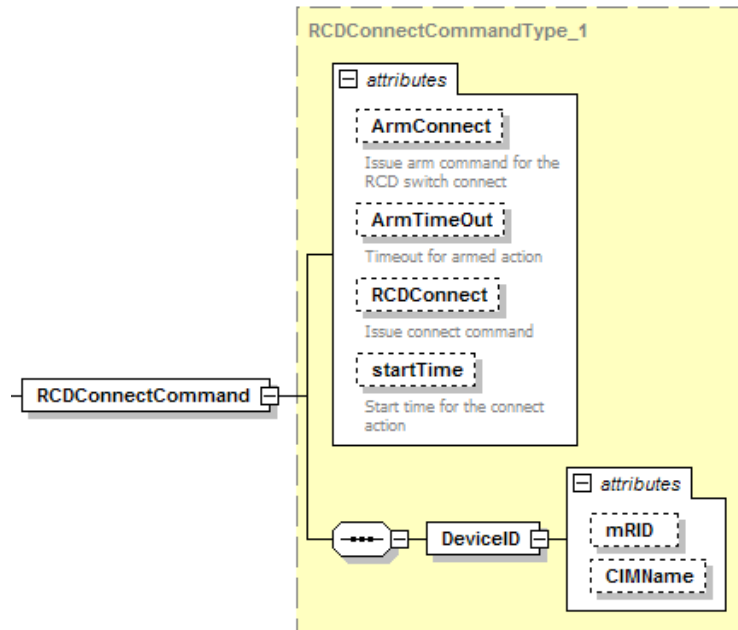 RCDConnectCommandType_1
attributes
ArmConnect
Issue arm command for the
RCD switch connect
ArmTimeOut
Timeout for armed action
RCDConnect
Issue connect command
startTime
Start time for the connect
action
RCDConnectCommand
DeviceID
attributes
mRID
CIMName